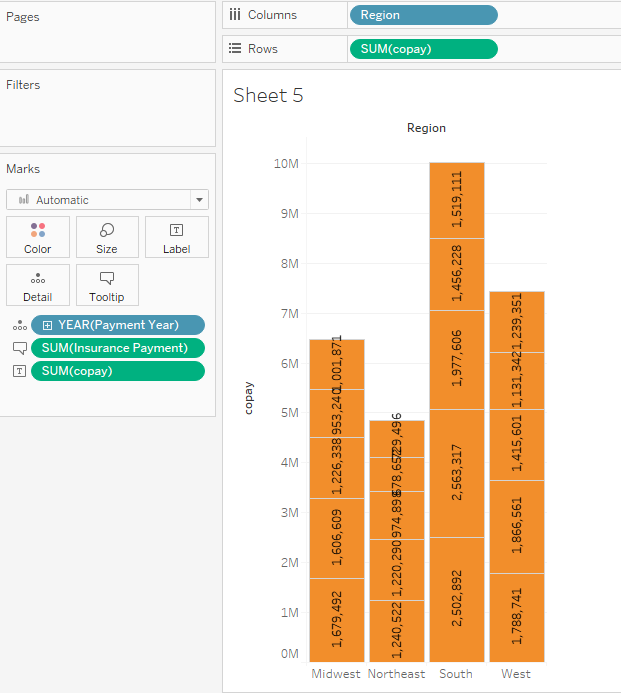 Pages
Columns
Region
Rows
SUM(copay)
Filters
Sheet 5
Marks
Automatic
Color
Size
Label
Detail
Tooltip
YEAR(Payment Year)
SUM(Insurance Payment)
SUM(copay)
Region
copay
10M
9M
8M
7M
6M
5M
4M
3M
2M
1M
0M
1,001,871
953,240
1,226,338
1,606,609
1,679,492
729,496
678,652
974,898
1,220,290
1,240,522
1,519,111
1,456,228
1,977,606
2,563,317
2,502,892
1,239,351
1,131,342
1,415,601
1,866,561
1,788,741
Midwest
Northeast
South
West